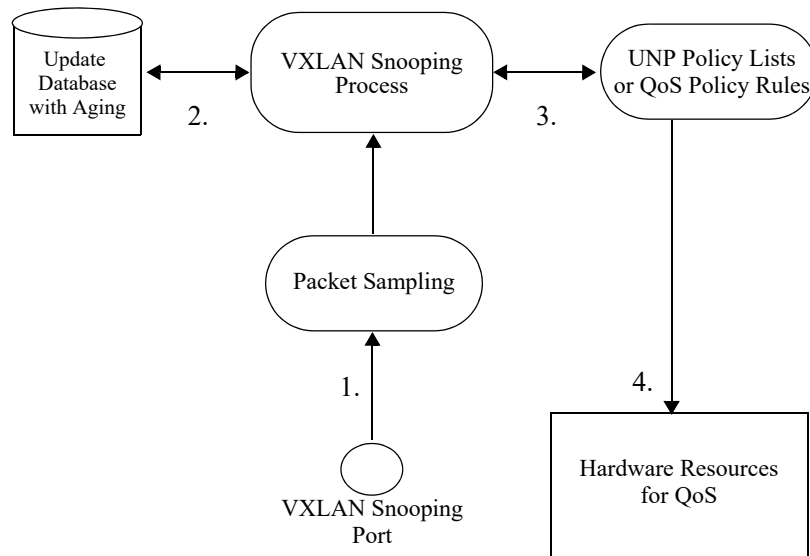 Update
Database
with Aging
VXLAN Snooping
Process
UNP Policy Lists
or QoS Policy Rules
2.
3.
Packet Sampling
1.
4.
VXLAN Snooping
Port
Hardware Resources
for QoS